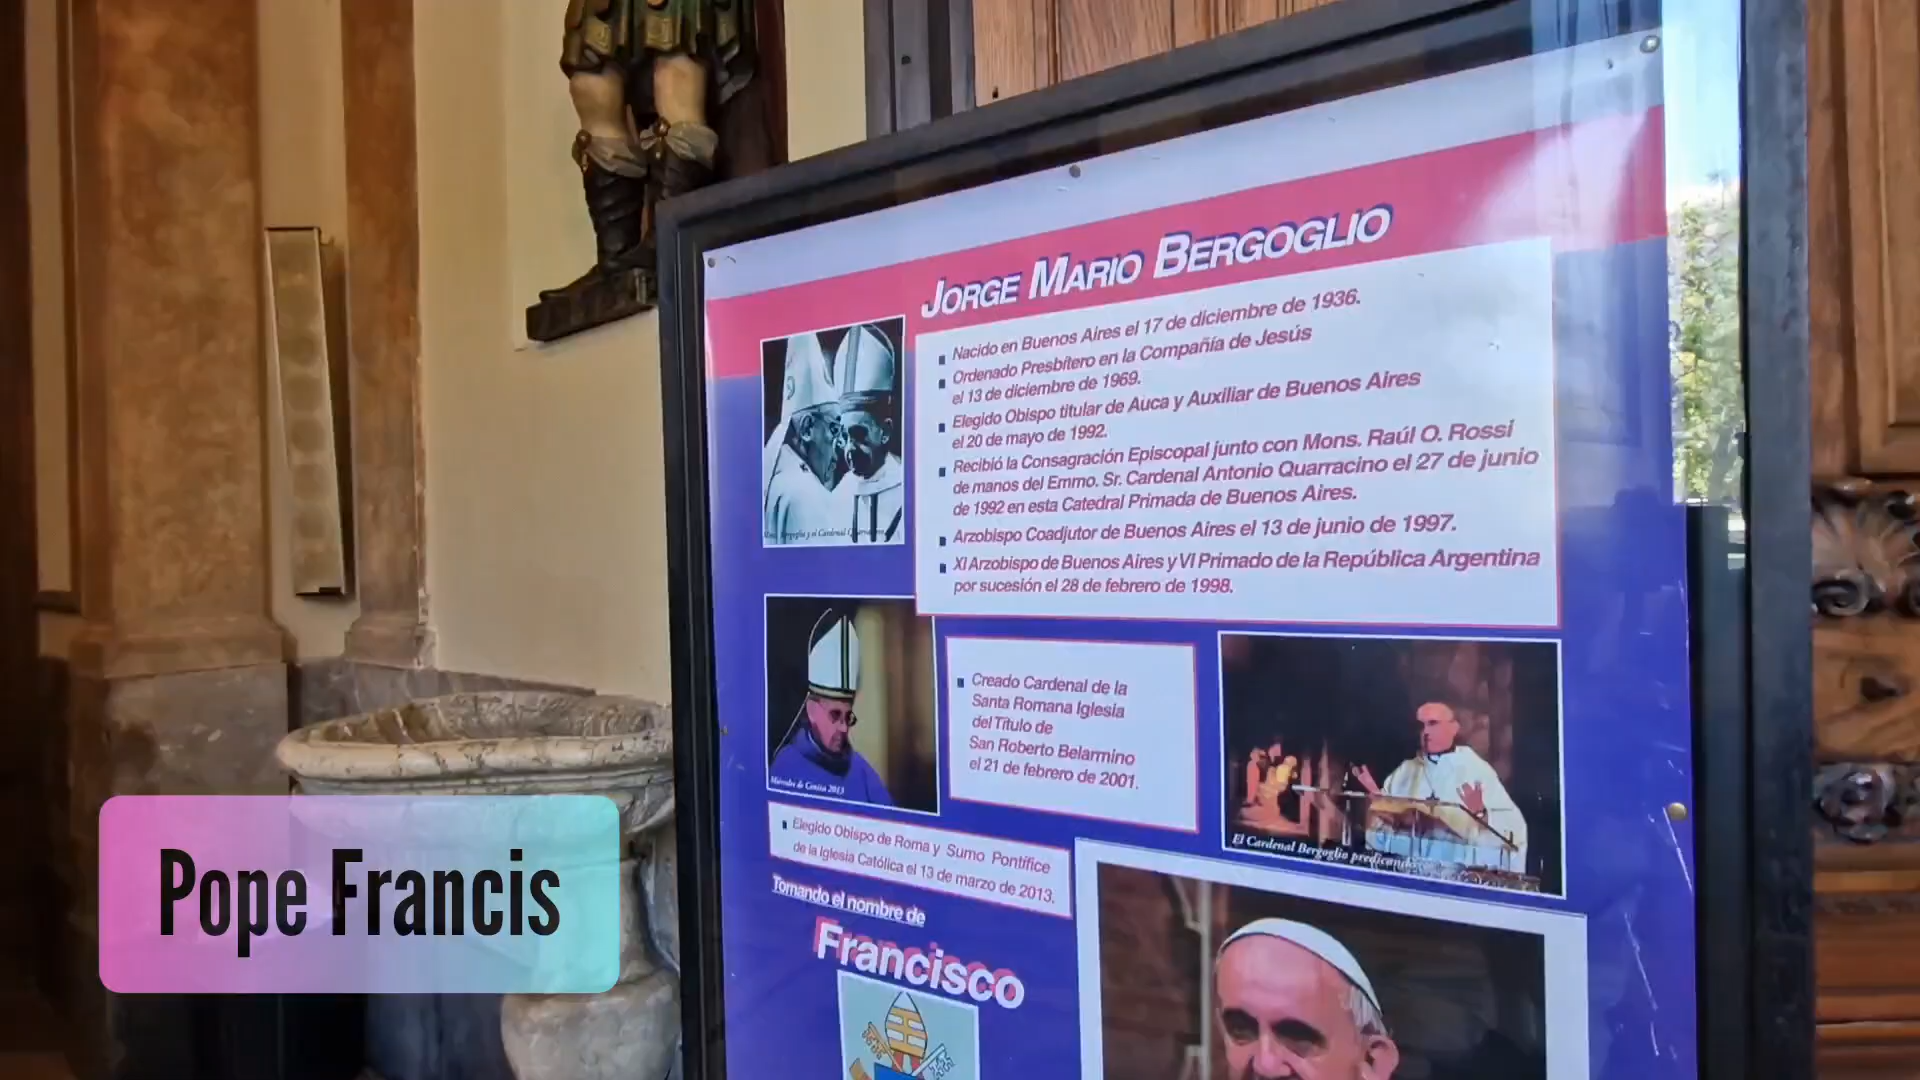 JORGE MARIO BERGOGLIO
Nacido en Buenos Aires el 17 de diciembre de 1936.
Ordenado Presbítero en la Compañía de Jesús
el 13 de diciembre de 1969.
Elegido Obispo titular de Auca y Auxiliar de Buenos Aires
el 20 de mayo de 1992.
Recibió la Consagración Episcopal junto con Mons. Raúl O. Rossi
de manos del Emmo. Sr. Cardenal Antonio Quarracino el 27 de junio
de 1992 en esta Catedral Primada de Buenos Aires.
Arzobispo Coadjutor de Buenos Aires el 13 de junio de 1997.
XI Arzobispo de Buenos Aires y VI Primado de la República Argentina
por sucesión el 28 de febrero de 1998.
Bergoglio y el Cardenal
Creado Cardenal de la
Santa Romana Iglesia
del Título de
San Roberto Belarmino
el 21 de febrero de 2001.
Miércoles de Ceniza 2013
El Cardenal Bergoglio predicando
Elegido Obispo de Roma y Sumo Pontífice
de la Iglesia Católica el 13 de marzo de 2013.
Tomando el nombre de
Francisco
Pope Francis